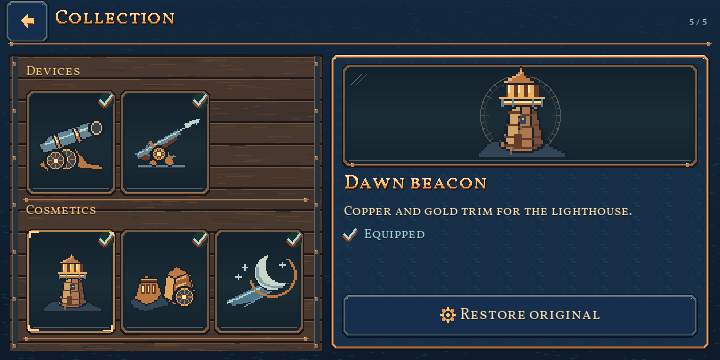 Collection
5 / 5
Devices
Cosmetics
Dawn beacon
Copper and gold trim for the lighthouse.
Equipped
Restore original